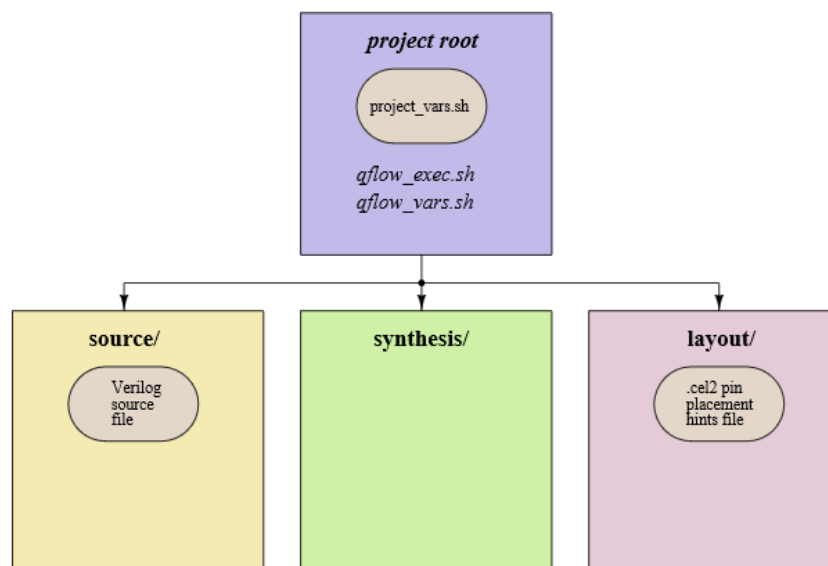 project root
project_vars.sh
qflow_exec.sh
qflow_vars.sh
source/
Verilog
source
file
synthesis/
layout/
.cel2 pin
placement
hints file